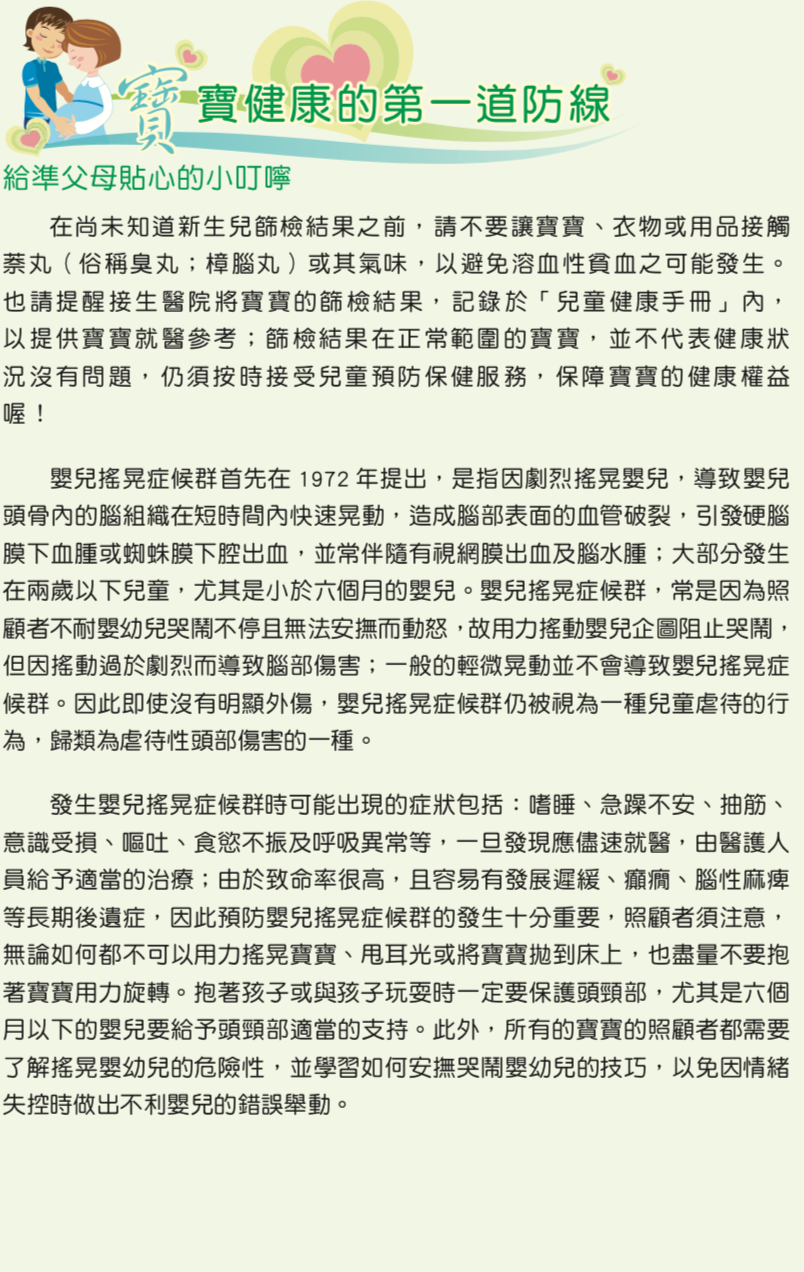 寶寶健康的第一道防線
給準父母貼心的小叮嚀
在尚未知道新生兒篩檢結果之前，請不要讓寶寶、衣物或用品接觸
萘丸（俗稱臭丸；樟腦丸）或其氣味，以避免溶血性貧血之可能發生。
也請提醒接生醫院將寶寶的篩檢結果，記錄於「兒童健康手冊」內，
以提供寶寶就醫參考；篩檢結果在正常範圍的寶寶，並不代表健康狀
況沒有問題，仍須按時接受兒童預防保健服務，保障寶寶的健康權益
喔！
嬰兒搖晃症候群首先在 1972 年提出，是指因劇烈搖晃嬰兒，導致嬰兒
頭骨內的腦組織在短時間內快速晃動，造成腦部表面的血管破裂，引發硬腦
膜下血腫或蜘蛛膜下腔出血，並常伴隨有視網膜出血及腦水腫；大部分發生
在兩歲以下兒童，尤其是小於六個月的嬰兒。嬰兒搖晃症候群，常是因為照
顧者不耐嬰幼兒哭鬧不停且無法安撫而動怒，故用力搖動嬰兒企圖阻止哭鬧，
但因搖動過於劇烈而導致腦部傷害；一般的輕微晃動並不會導致嬰兒搖晃症
候群。因此即使沒有明顯外傷，嬰兒搖晃症候群仍被視為一種兒童虐待的行
為，歸類為虐待性頭部傷害的一種。
發生嬰兒搖晃症候群時可能出現的症狀包括：嗜睡、急躁不安、抽筋、
意識受損、嘔吐、食慾不振及呼吸異常等，一旦發現應儘速就醫，由醫護人
員給予適當的治療；由於致命率很高，且容易有發展遲緩、癲癇、腦性麻痺
等長期後遺症，因此預防嬰兒搖晃症候群的發生十分重要，照顧者須注意，
無論如何都不可以用力搖晃寶寶、甩耳光或將寶寶拋到床上，也盡量不要抱
著寶寶用力旋轉。抱著孩子或與孩子玩耍時一定要保護頭頸部，尤其是六個
月以下的嬰兒要給予頭頸部適當的支持。此外，所有的寶寶的照顧者都需要
了解搖晃嬰幼兒的危險性，並學習如何安撫哭鬧嬰幼兒的技巧，以免因情緒
失控時做出不利嬰兒的錯誤舉動。